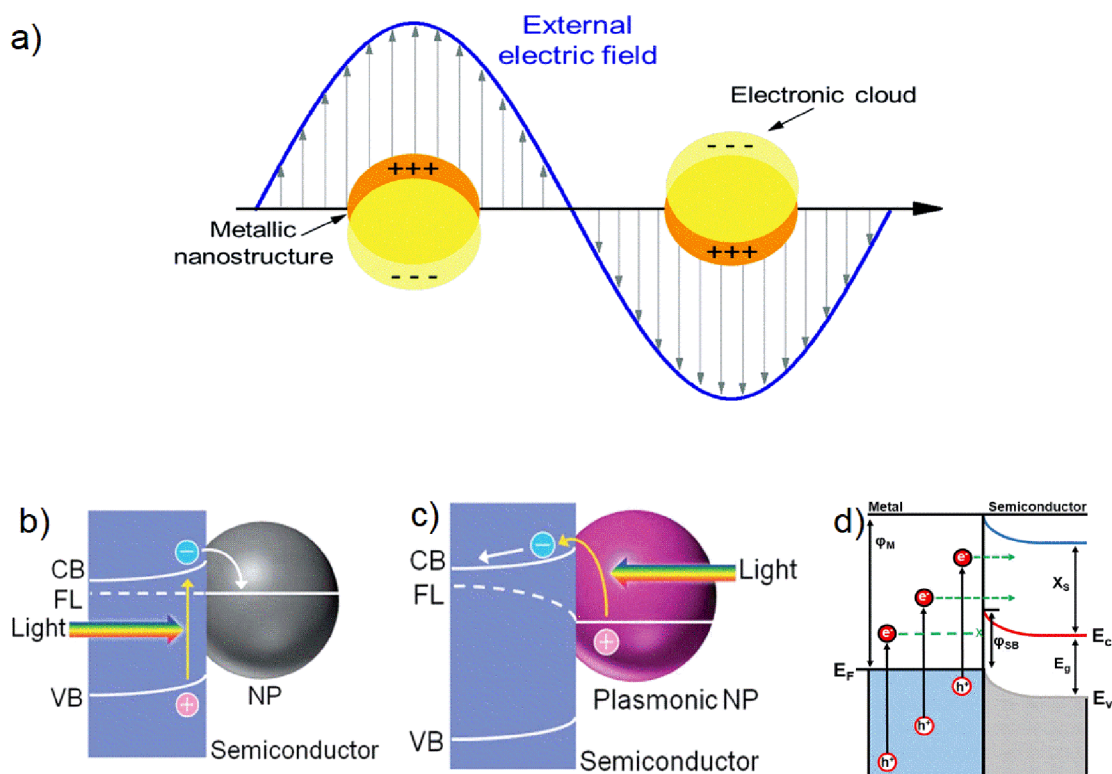 a)
External
electric field
Electronic cloud
- - -
+++
Metallic
nanostructure
- - -
+++
b)
CB
FL
Light
VB
−
+
NP
Semiconductor
c)
CB
FL
VB
−
+
Light
Plasmonic NP
Semiconductor
d)
Metal
Semiconductor
φM
e-
e-
e-
XS
φSB
EC
Eg
EF
EV
h+
h+
h+
x